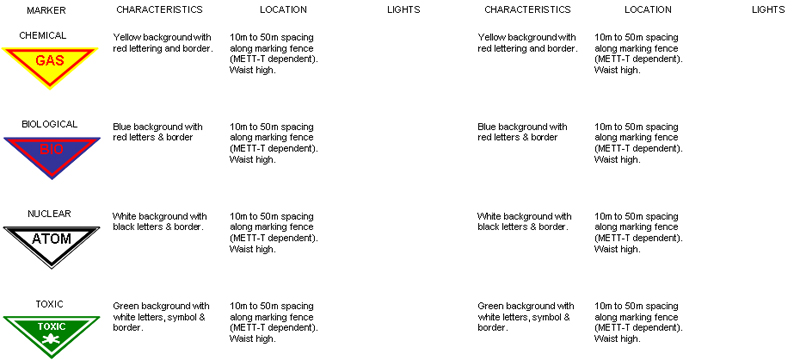 MARKER CHARACTERISTICS LOCATION LIGHTS CHARACTERISTICS LOCATION LIGHTS
CHEMICAL
GAS
Yellow background with
red lettering and border.
10m to 50m spacing
along marking fence
(METT-T dependent).
Waist high.
Yellow background with
red lettering and border.
10m to 50m spacing
along marking fence
(METT-T dependent).
Waist high.
BIOLOGICAL
BIO
Blue background with
red letters & border
10m to 50m spacing
along marking fence
(METT-T dependent).
Waist high.
Blue background with
red letters & border
10m to 50m spacing
along marking fence
(METT-T dependent).
Waist high.
NUCLEAR
ATOM
White background with
black letters & border.
10m to 50m spacing
along marking fence
(METT-T dependent).
Waist high.
White background with
black letters & border.
10m to 50m spacing
along marking fence
(METT-T dependent).
Waist high.
TOXIC
TOXIC
Green background with
white letters, symbol &
border.
10m to 50m spacing
along marking fence
(METT-T dependent).
Waist high.
Green background with
white letters, symbol &
border.
10m to 50m spacing
along marking fence
(METT-T dependent).
Waist high.